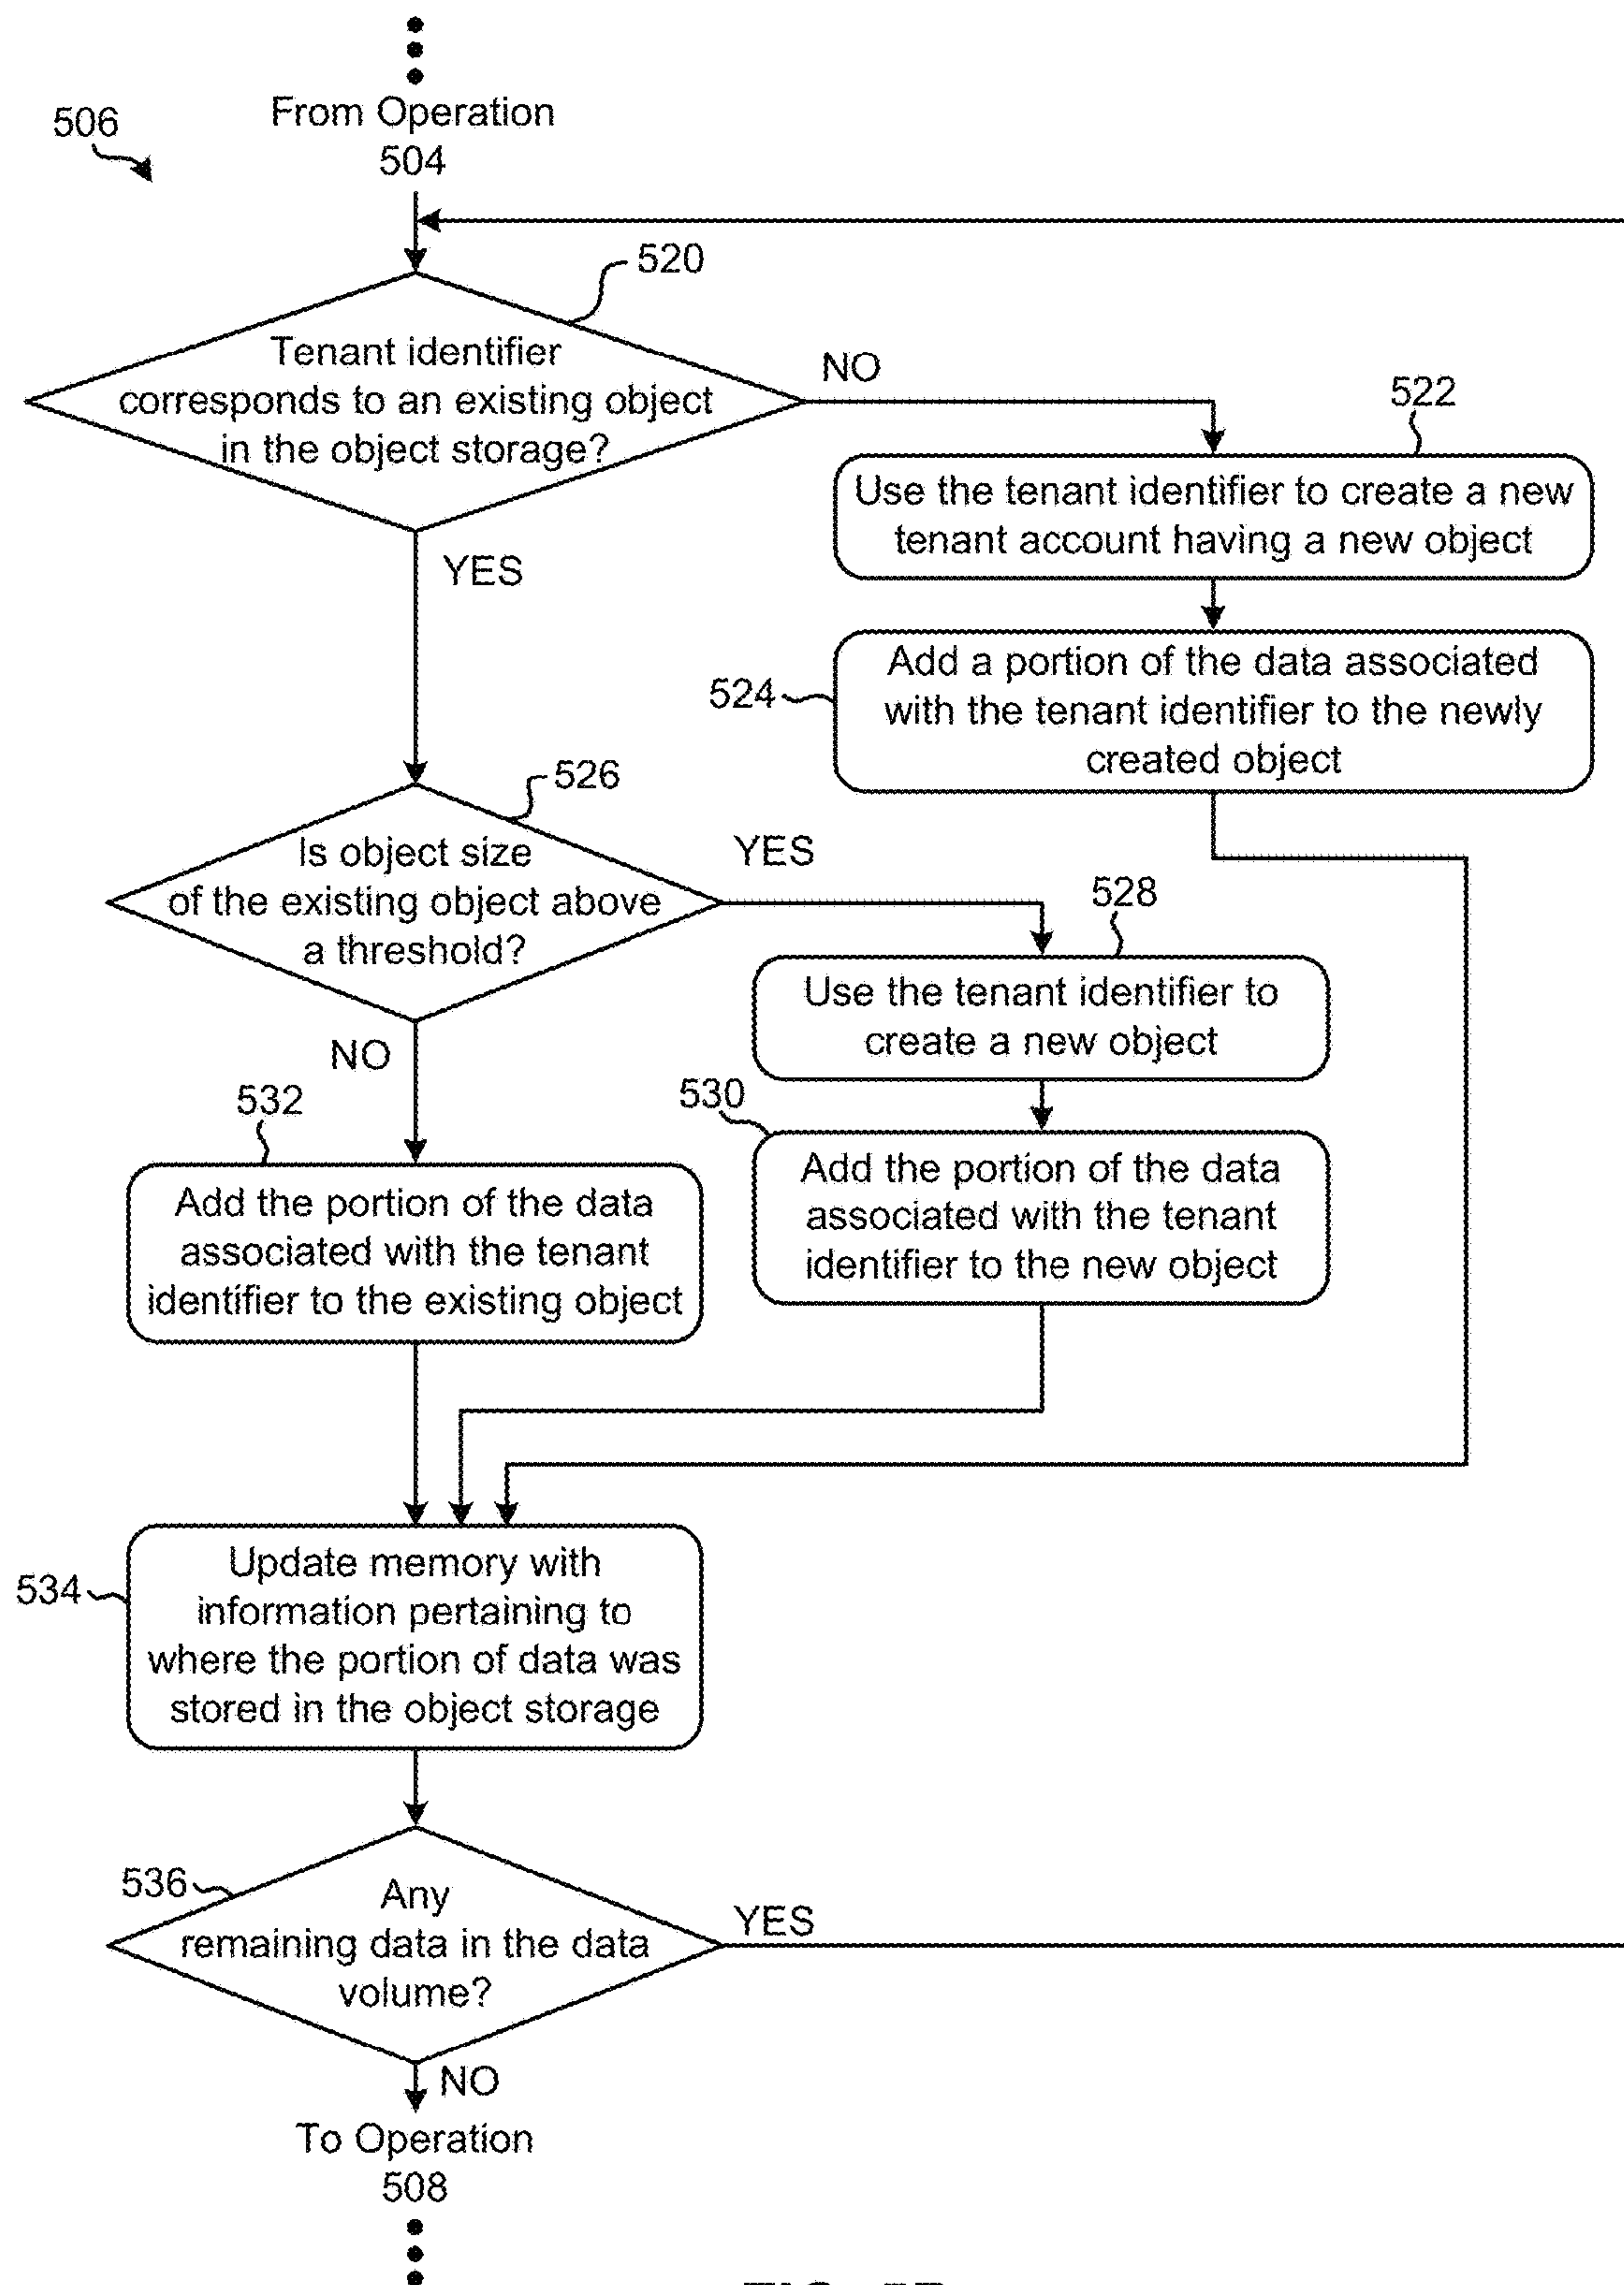 From Operation
504
506
520
Tenant identifier
corresponds to an existing object
in the object storage?
NO
YES
522
Use the tenant identifier to create a new
tenant account having a new object
524
Add a portion of the data associated
with the tenant identifier to the newly
created object
526
Is object size
of the existing object above
a threshold?
YES
NO
528
Use the tenant identifier to
create a new object
530
Add the portion of the data
associated with the tenant
identifier to the new object
532
Add the portion of the data
associated with the tenant
identifier to the existing object
534
Update memory with
information pertaining to
where the portion of data was
stored in the object storage
536
Any
remaining data in the data
volume?
YES
NO
To Operation
508